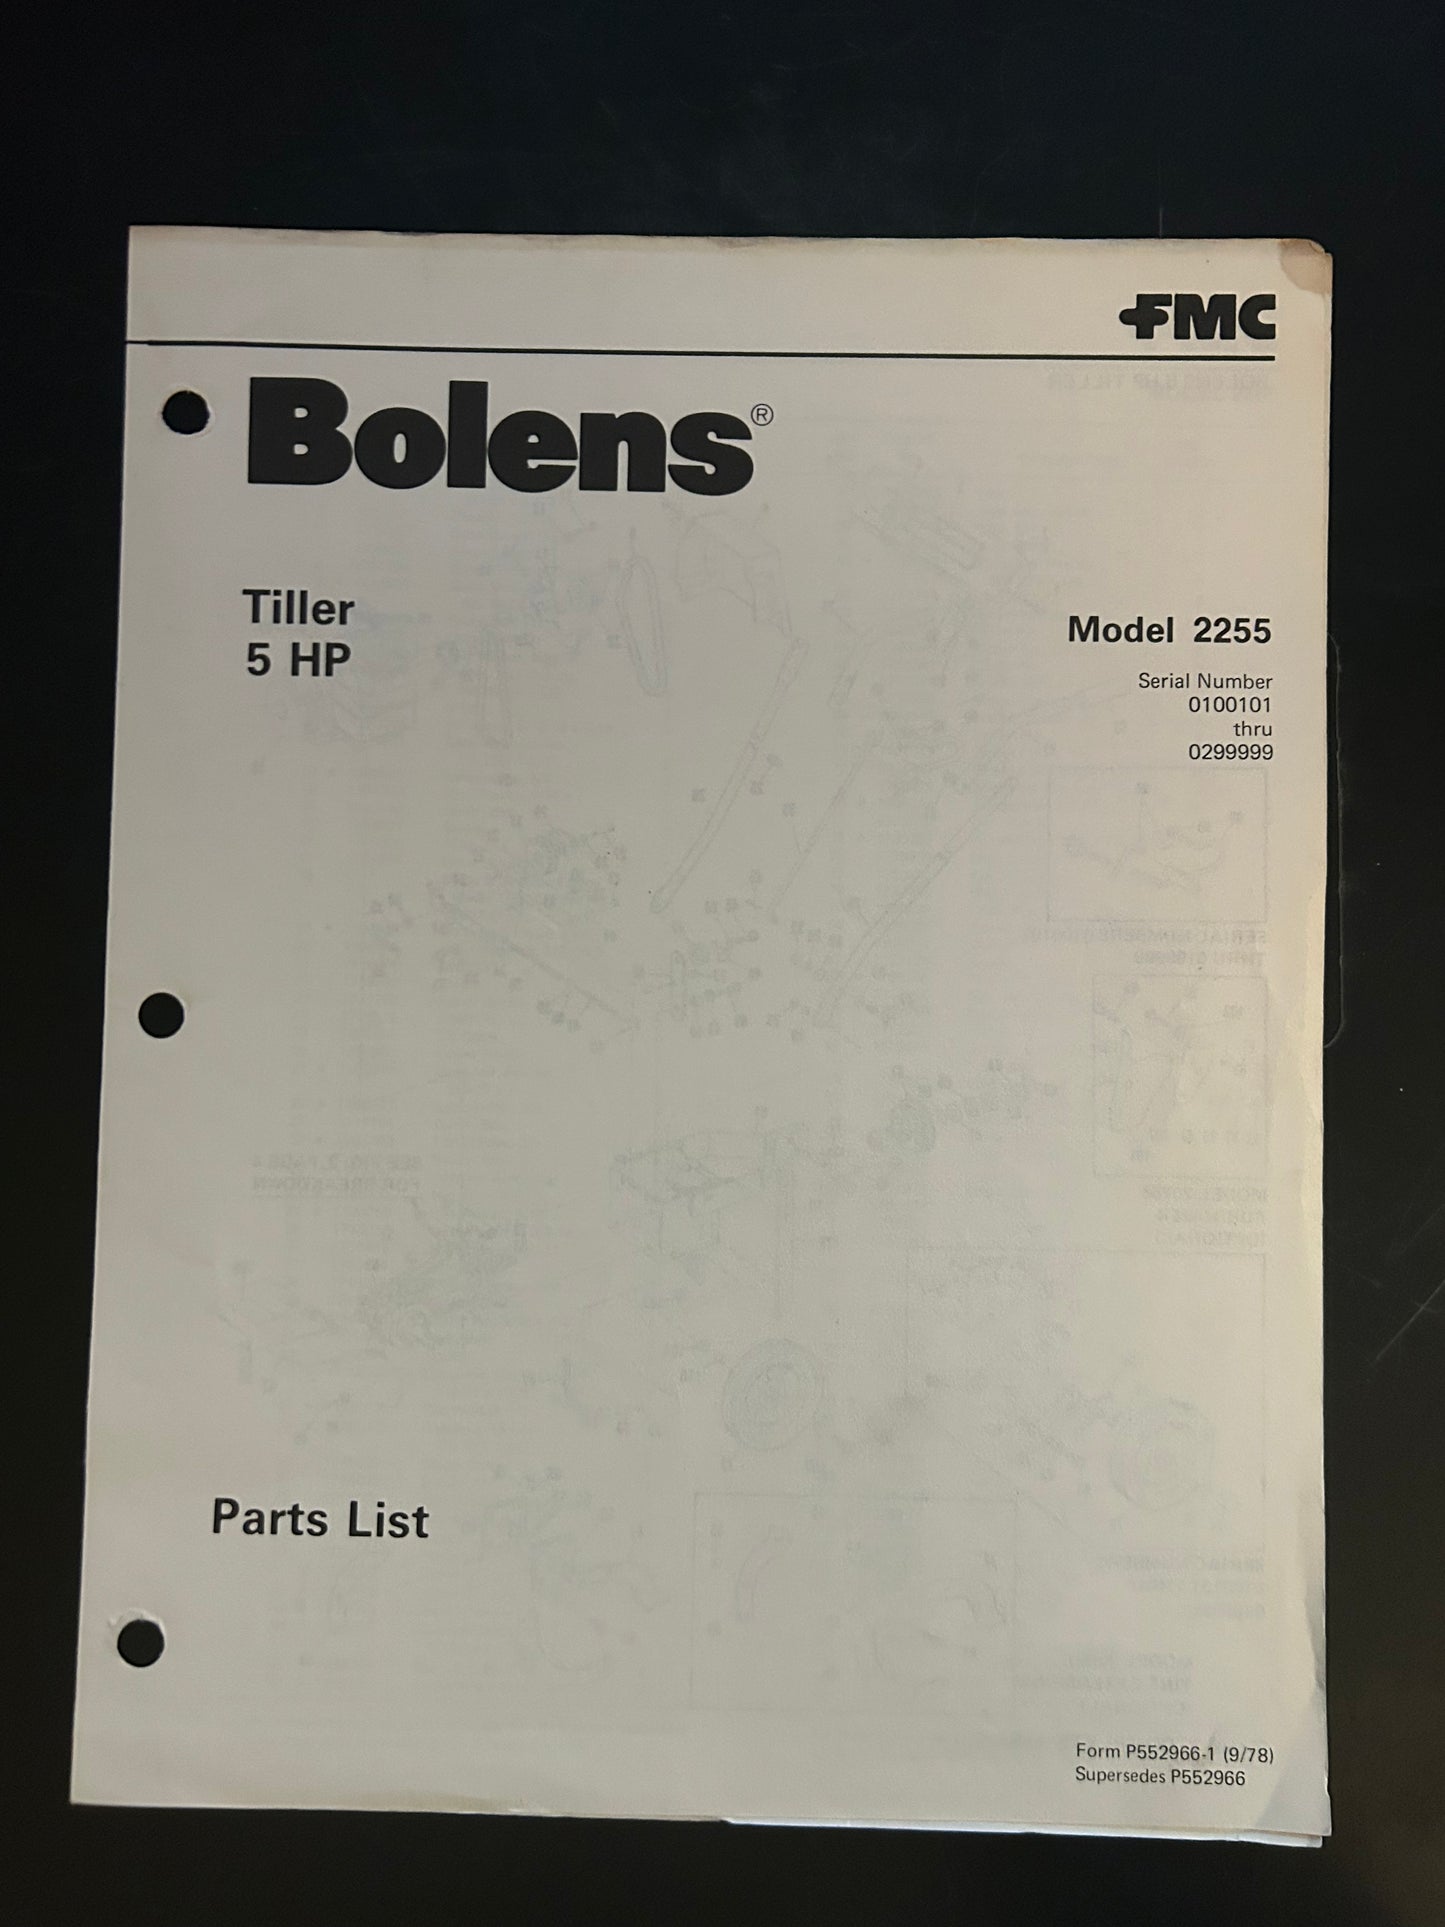 FMC
Bolens®
Tiller
5 HP
Model 2255
Serial Number
0100101
thru
0299999
Parts List
Form P552966-1 (9/78)
Supersedes P552966